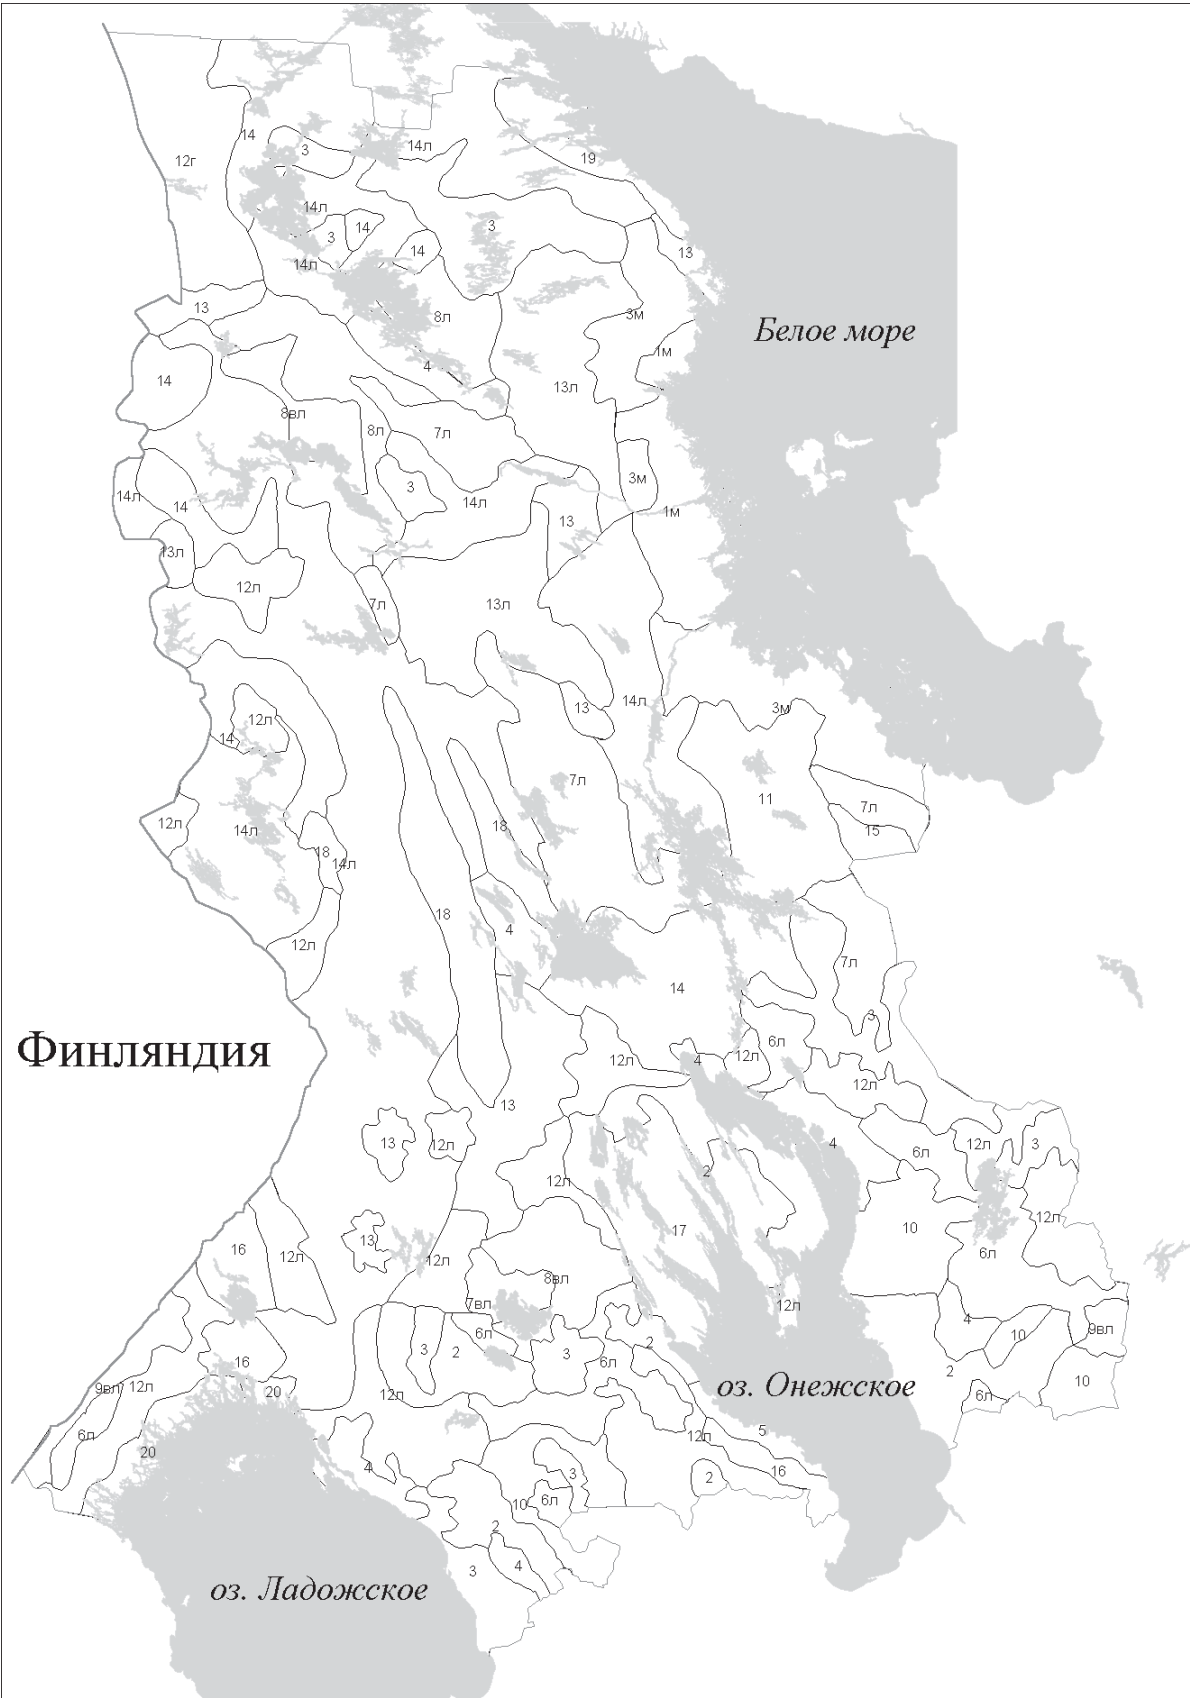 14
12г
3
14л
19
14л
3
14
3
14
14л
13
13
8л
3м
Белое море
1м
4
14
13л
8вл
8л
7л
3
3м
14л
14л
14
13
1м
13л
12л
7л
13л
14л
13
3м
12л
14
7л
11
7л
12л
14л
18
15
18
14л
18
4
12л
7л
14
3
Финляндия
6л
12л
4
12л
12л
13
13
12л
4
6л
12л
3
12л
2
10
12л
17
13
16
12л
12л
6л
8вл
7вл
12л
4
9вл
10
6л
2
3
2
3
6л
16
2
10
9вл
12л
20
12л
оз. Онежское
6л
6л
20
12л
5
4
3
16
2
10
6л
2
3
4
оз. Ладожское